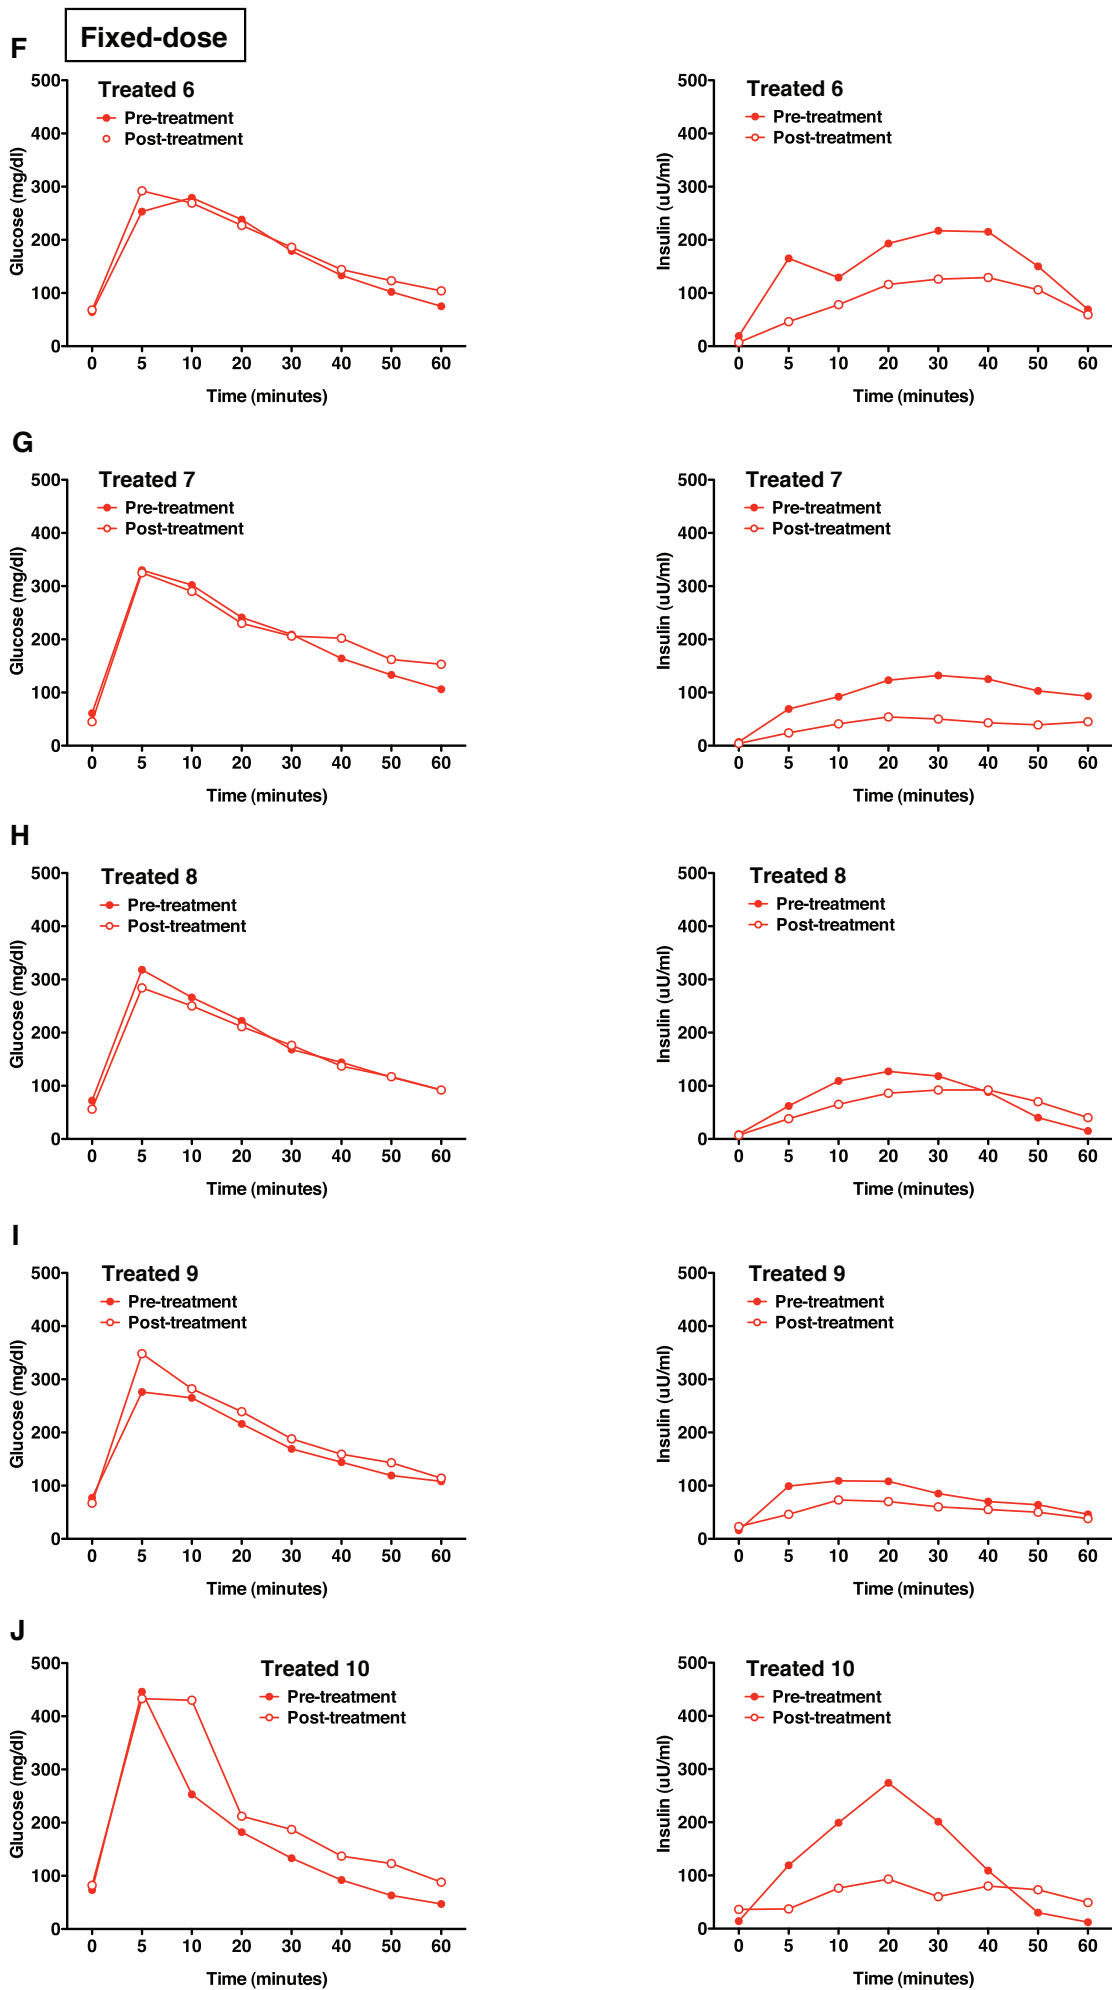 F
Fixed-dose
Treated 6
Pre-treatment
Post-treatment
500
400
300
200
100
0
Glucose (mg/dl)
0 5 10 20 30 40 50 60
Time (minutes)
Treated 6
Pre-treatment
Post-treatment
500
400
300
200
100
0
Insulin (uU/ml)
0 5 10 20 30 40 50 60
Time (minutes)
G
Treated 7
Pre-treatment
Post-treatment
500
400
300
200
100
0
Glucose (mg/dl)
0 5 10 20 30 40 50 60
Time (minutes)
Treated 7
Pre-treatment
Post-treatment
500
400
300
200
100
0
Insulin (uU/ml)
0 5 10 20 30 40 50 60
Time (minutes)
H
Treated 8
Pre-treatment
Post-treatment
500
400
300
200
100
0
Glucose (mg/dl)
0 5 10 20 30 40 50 60
Time (minutes)
Treated 8
Pre-treatment
Post-treatment
500
400
300
200
100
0
Insulin (uU/ml)
0 5 10 20 30 40 50 60
Time (minutes)
I
Treated 9
Pre-treatment
Post-treatment
500
400
300
200
100
0
Glucose (mg/dl)
0 5 10 20 30 40 50 60
Time (minutes)
Treated 9
Pre-treatment
Post-treatment
500
400
300
200
100
0
Insulin (uU/ml)
0 5 10 20 30 40 50 60
Time (minutes)
J
Treated 10
Pre-treatment
Post-treatment
500
400
300
200
100
0
Glucose (mg/dl)
0 5 10 20 30 40 50 60
Time (minutes)
Treated 10
Pre-treatment
Post-treatment
500
400
300
200
100
0
Insulin (uU/ml)
0 5 10 20 30 40 50 60
Time (minutes)